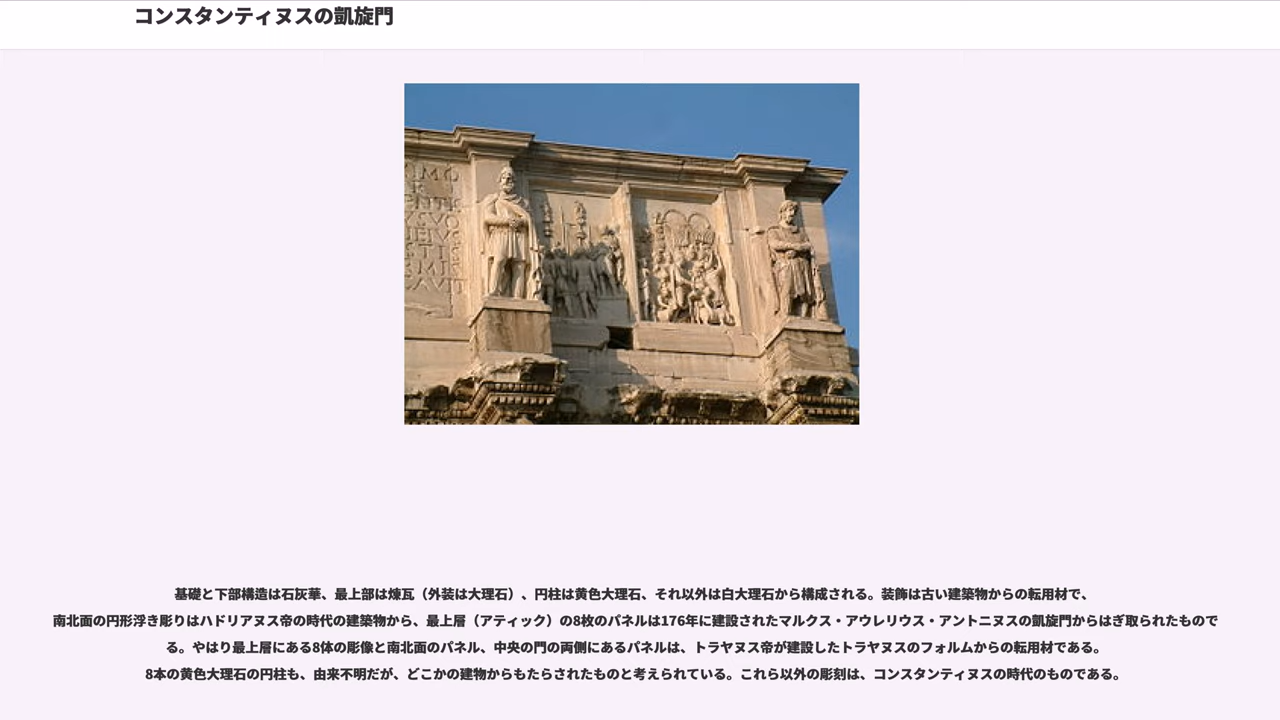 コンスタンティヌスの凱旋門
IMO
基礎と下部構造は石灰華、最上部は煉瓦（外装は大理石）、円柱は黄色大理石、それ以外は白大理石から構成される。装飾は古い建築物からの転用材で、
南北面の円形浮き彫りはハドリアヌス帝の時代の建築物から、最上層（アティック）の8枚のパネルは176年に建設されたマルクス・アウレリウス・アントニヌスの凱旋門からはぎ取られたもので
る。やはり最上層にある8体の彫像と南北面のパネル、中央の門の両側にあるパネルは、トラヤヌス帝が建設したトラヤヌスのフォルムからの転用材である。
8本の黄色大理石の円柱も、由来不明だが、どこかの建物からもたらされたものと考えられている。これら以外の彫刻は、コンスタンティヌスの時代のものである。